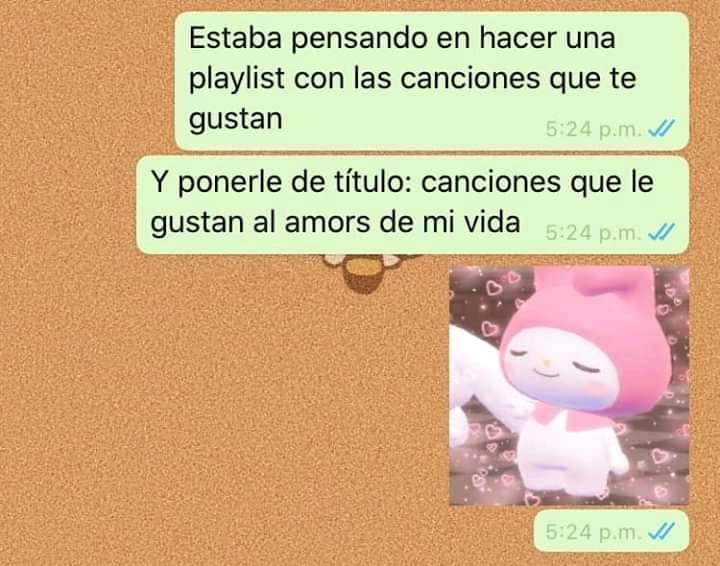 Estaba pensando en hacer una
playlist con las canciones que te
gustan
5:24 p.m.
Y ponerle de título: canciones que le
gustan al amors de mi vida
5:24 p.m.
5:24 p.m.